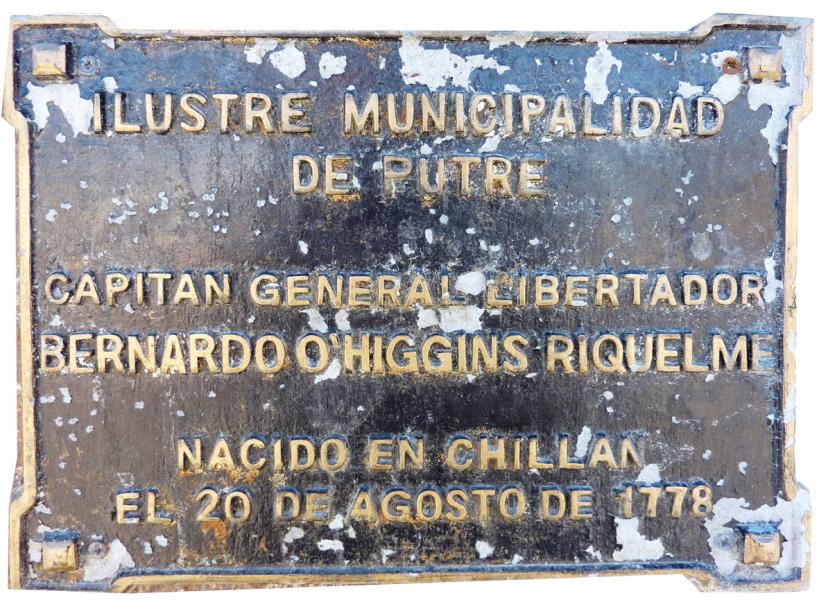 ILUSTRE MUNICIPALIDAD
DE PUTRE
CAPITAN GENERAL LIBERTADOR
BERNARDO O'HIGGINS RIQUELME
NACIDO EN CHILLAN
EL 20 DE AGOSTO DE 1778